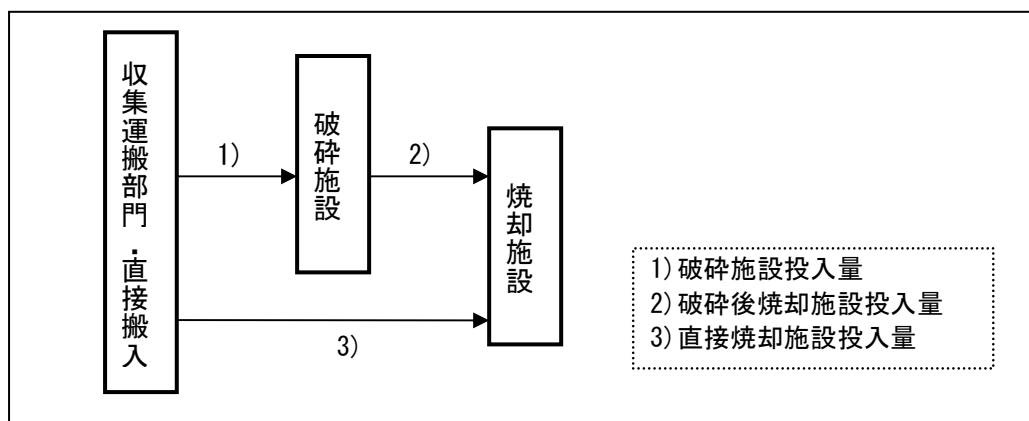 収集運搬部門・直接搬入
1)
破砕施設
2)
焼却施設
3)
1)破砕施設投入量
2)破砕後焼却施設投入量
3)直接焼却施設投入量